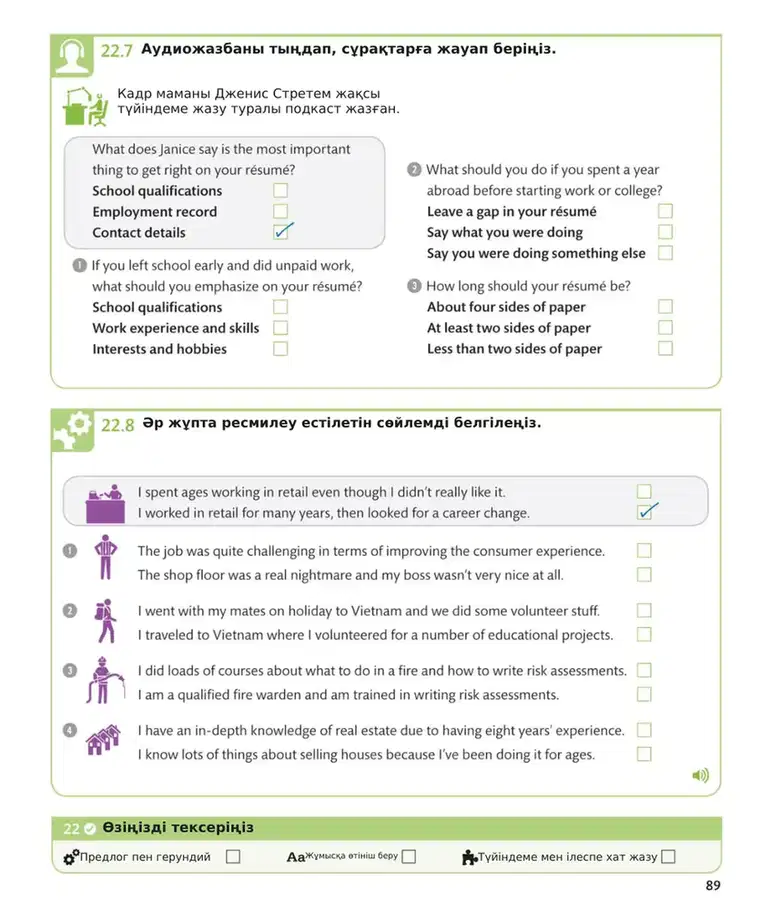 22.7 Аудиожазбаны тыңдап, сұрақтарға жауап беріңіз.
Кадр маманы Дженис Стретем жақсы
түйіндеме жазу туралы подкаст жазған.
What does Janice say is the most important
thing to get right on your résumé?
School qualifications
Employment record
Contact details
1 If you left school early and did unpaid work,
what should you emphasize on your résumé?
School qualifications
Work experience and skills
Interests and hobbies
2 What should you do if you spent a year
abroad before starting work or college?
Leave a gap in your résumé
Say what you were doing
Say you were doing something else
3 How long should your résumé be?
About four sides of paper
At least two sides of paper
Less than two sides of paper
22.8 Әр жұпта ресмилеу естілетін сөйлемді белгілеңіз.
I spent ages working in retail even though I didn't really like it.
I worked in retail for many years, then looked for a career change.
1 The job was quite challenging in terms of improving the consumer experience.
The shop floor was a real nightmare and my boss wasn't very nice at all.
2 I went with my mates on holiday to Vietnam and we did some volunteer stuff.
I traveled to Vietnam where I volunteered for a number of educational projects.
3 I did loads of courses about what to do in a fire and how to write risk assessments.
I am a qualified fire warden and am trained in writing risk assessments.
4 I have an in-depth knowledge of real estate due to having eight years' experience.
I know lots of things about selling houses because I've been doing it for ages.
22 Өзіңізді тексеріңіз
Предлог пен герундий
Aa Жұмысқа өтініш беру
Түйіндеме мен ілеспе хат жазу
89